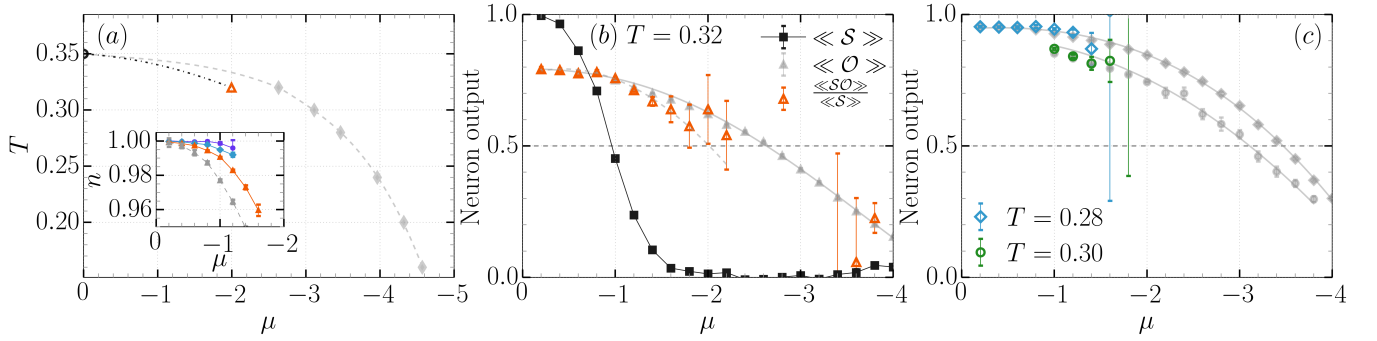 (a)
T
0.35
0.30
0.25
0.20
0 −1 −2 −3 −4 −5
μ
n
1.00
0.98
0.96
0 −1 −2
μ
(b) T = 0.32
≪ S ≫
≪ O ≫
≪SO≫
≪S≫
Neuron output
1.0
0.5
0.0
0 −1 −2 −3 −4
μ
(c)
Neuron output
1.0
0.5
0.0
T = 0.28
T = 0.30
0 −1 −2 −3 −4
μ